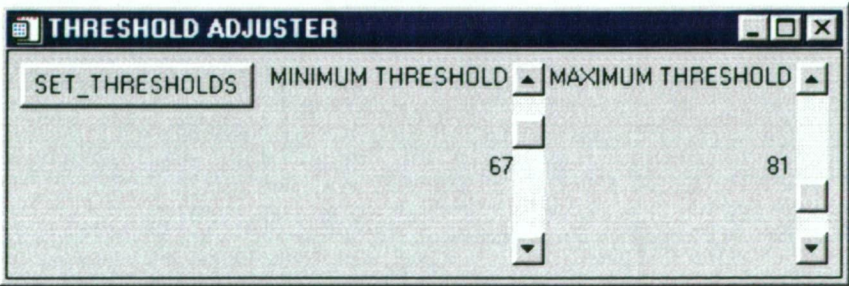 THRESHOLD ADJUSTER
SET_THRESHOLDS MINIMUM THRESHOLD MAXIMUM THRESHOLD
67 81